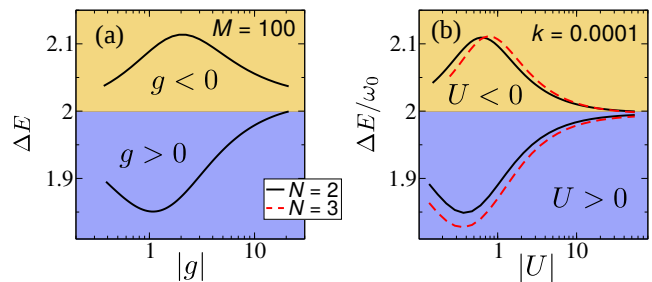 (a)
M = 100
g < 0
g > 0
ΔE
2.1
2
1.9
1
10
|g|
N = 2
N = 3
(b)
k = 0.0001
U < 0
U > 0
ΔE/ω₀
2.1
2
1.9
1
10
|U|